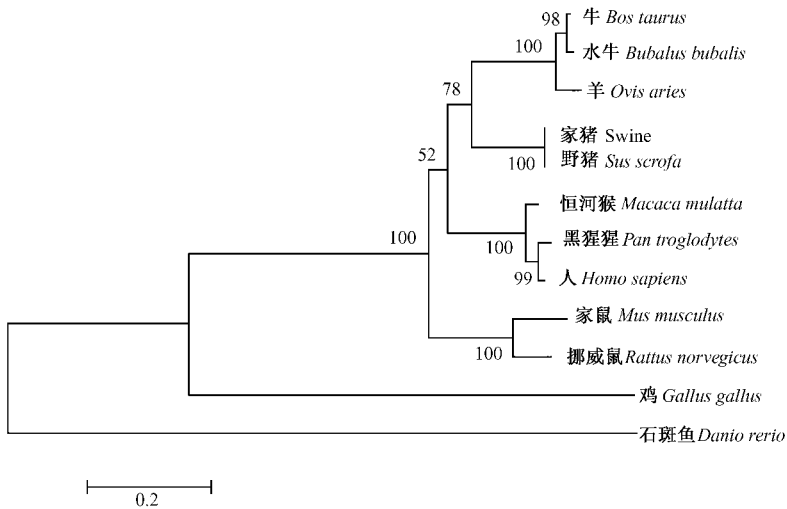 98
牛 Bos taurus
100
水牛 Bubalus bubalis
78
羊 Ovis aries
家猪 Swine
100
野猪 Sus scrofa
52
恒河猴 Macaca mulatta
100
黑猩猩 Pan troglodytes
100
99
人 Homo sapiens
家鼠 Mus musculus
100
挪威鼠 Rattus norvegicus
鸡 Gallus gallus
石斑鱼 Danio rerio
0.2